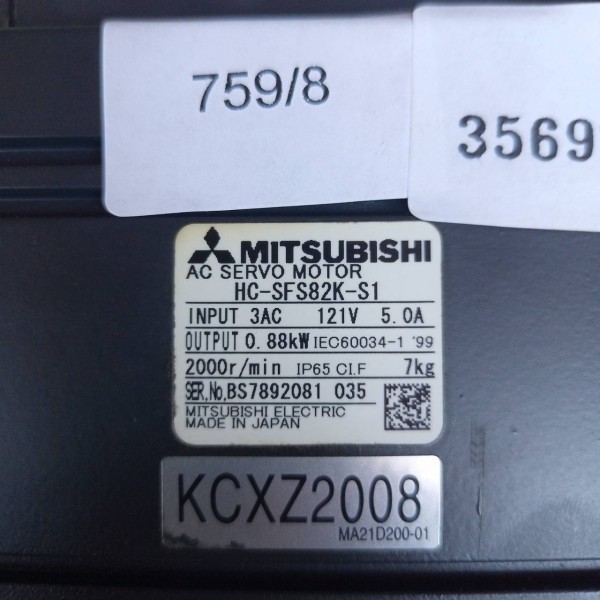 759/8
3569
MITSUBISHI
AC SERVO MOTOR
HC-SFS82K-S1
INPUT 3AC 121V 5.0A
OUTPUT 0.88kW IEC60034-1 '99
2000r/min IP65 CI.F 7kg
SER.No.BS7892081 035
MITSUBISHI ELECTRIC
MADE IN JAPAN
KCXZ2008
MA21D200-01